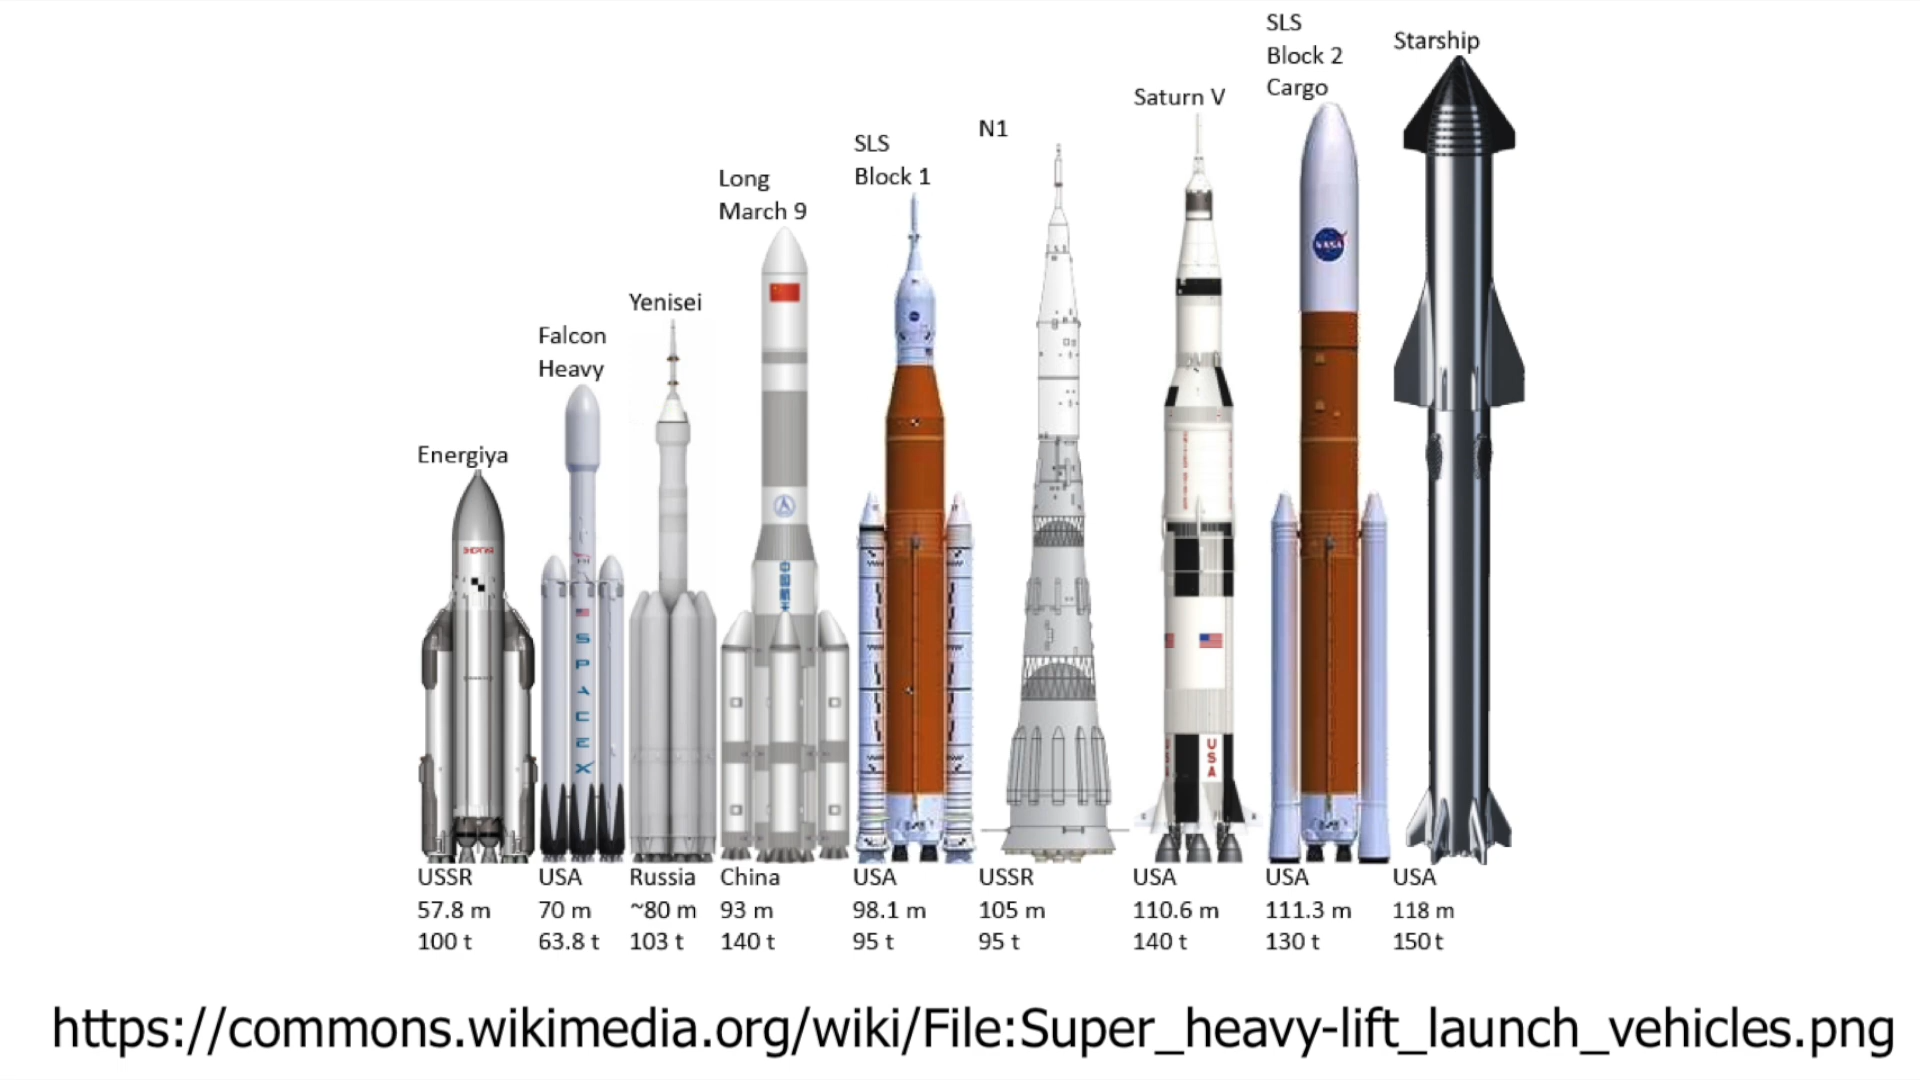 SLS
Block 2
Cargo
Starship
Saturn V
N1
SLS
Block 1
Long
March 9
Yenisei
Falcon
Heavy
Energiya
NASA
SPACEX
USA
USSR
57.8 m
100 t
USA
70 m
63.8 t
Russia
~80 m
103 t
China
93 m
140 t
USA
98.1 m
95 t
USSR
105 m
95 t
USA
110.6 m
140 t
USA
111.3 m
130 t
USA
118 m
150 t
https://commons.wikimedia.org/wiki/File:Super_heavy-lift_launch_vehicles.png